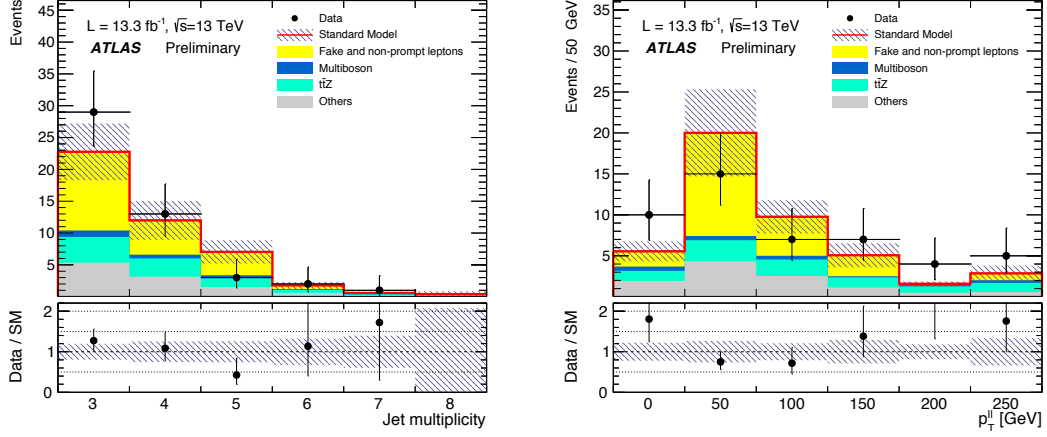 Events
L = 13.3 fb⁻¹, √s=13 TeV
ATLAS Preliminary
Data
Standard Model
Fake and non-prompt leptons
Multiboson
tt̄Z
Others
45
40
35
30
25
20
15
10
5
Data / SM
2
1
0
3 4 5 6 7 8
Jet multiplicity
Events / 50 GeV
L = 13.3 fb⁻¹, √s=13 TeV
ATLAS Preliminary
Data
Standard Model
Fake and non-prompt leptons
Multiboson
tt̄Z
Others
35
30
25
20
15
10
5
Data / SM
2
1
0
0 50 100 150 200 250
p_T^ll [GeV]